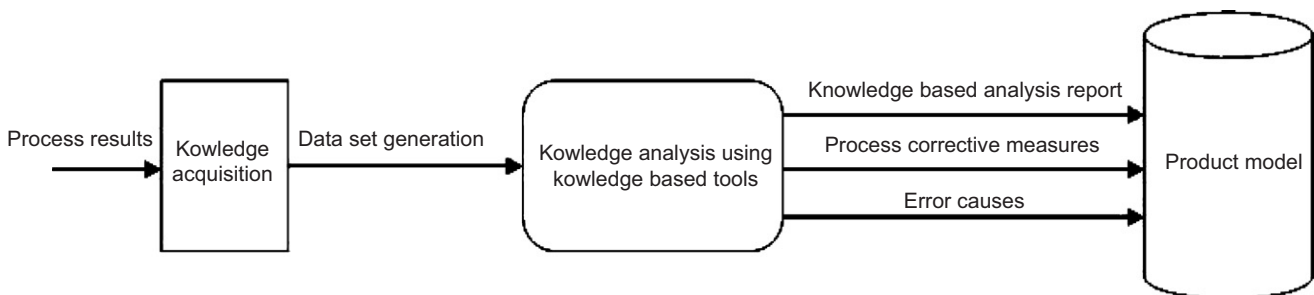 Process results
Kowledge
acquisition
Data set generation
Kowledge analysis using
kowledge based tools
Knowledge based analysis report
Process corrective measures
Error causes
Product model